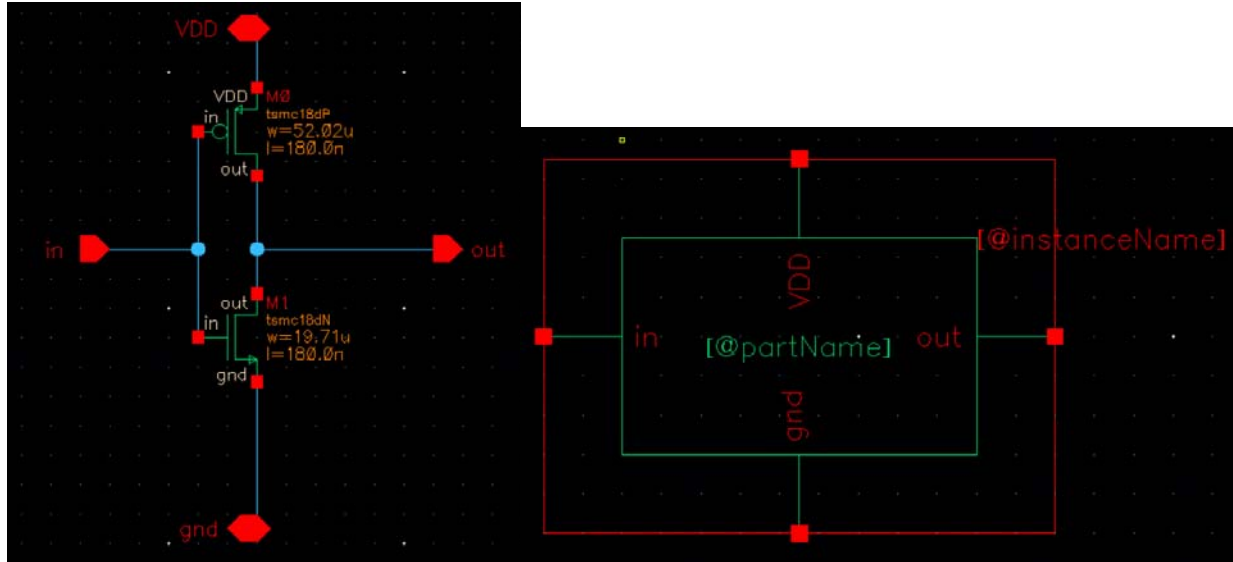 VDD
VDD M0
in tsmc18dP
w=52.02u
l=180.0n
out
in out
out M1
in tsmc18dN
w=19.71u
l=180.0n
gnd
gnd
[@instanceName]
VDD
in [@partName] out
gnd